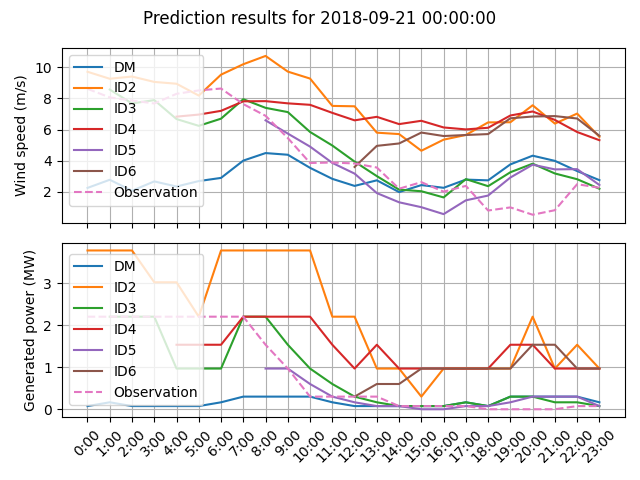 Prediction results for 2018-09-21 00:00:00
Wind speed (m/s)
10
8
6
4
2
DM
ID2
ID3
ID4
ID5
ID6
Observation
Generated power (MW)
3
2
1
0
DM
ID2
ID3
ID4
ID5
ID6
Observation
0:00 1:00 2:00 3:00 4:00 5:00 6:00 7:00 8:00 9:00 10:00 11:00 12:00 13:00 14:00 15:00 16:00 17:00 18:00 19:00 20:00 21:00 22:00 23:00